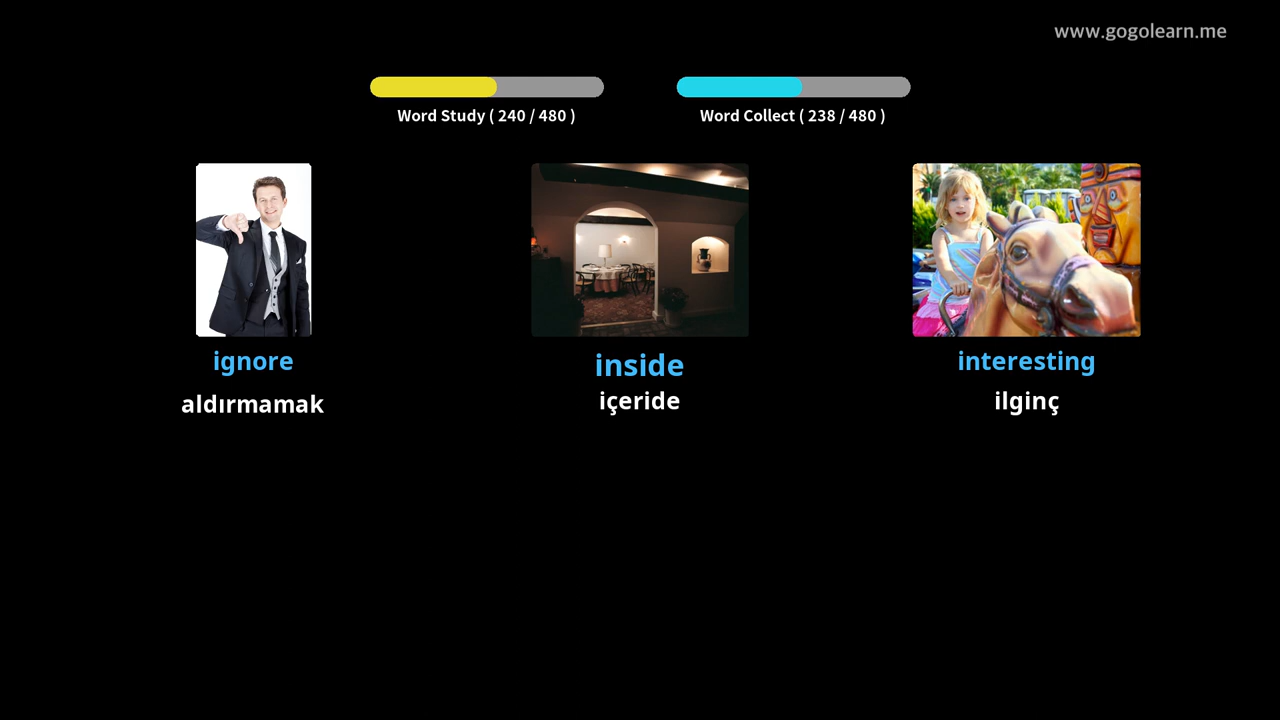 www.gogolearn.me
Word Study ( 240 / 480 )
Word Collect ( 238 / 480 )
ignore
inside
interesting
aldırmamak
içeride
ilginç